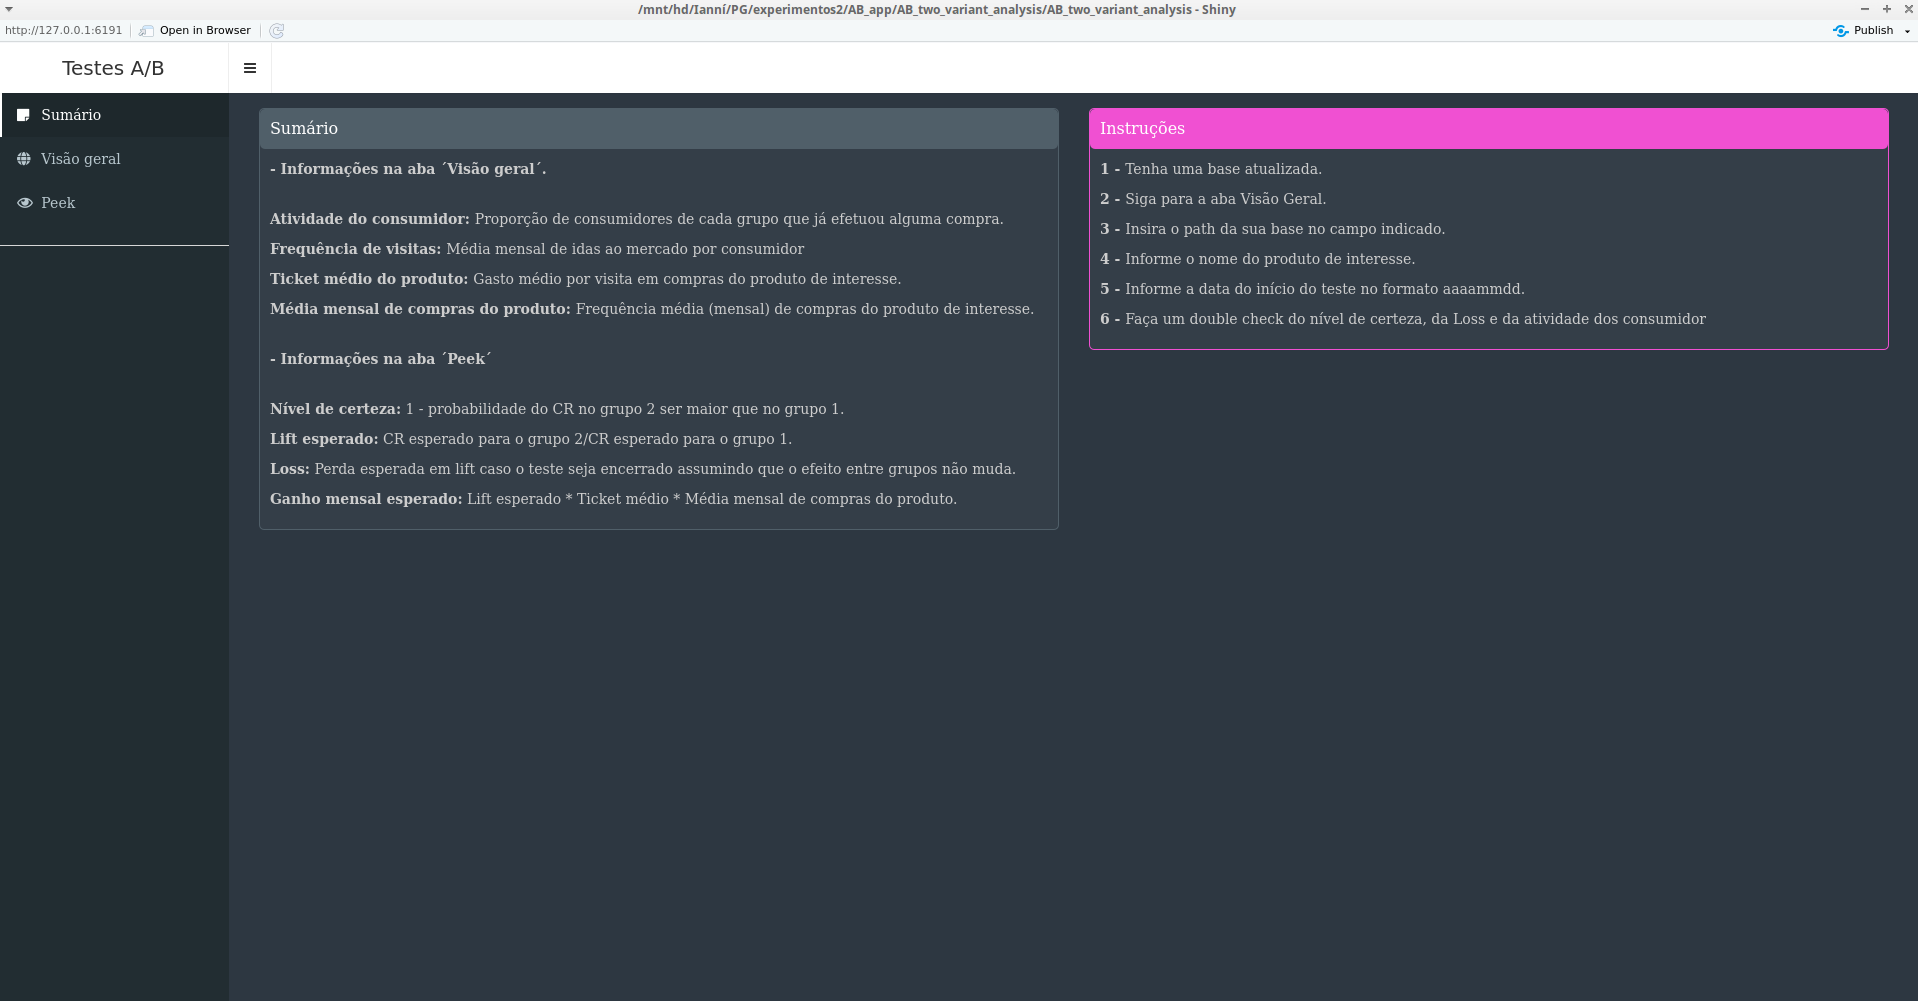 /mnt/hd/Ianní/PG/experimentos2/AB_app/AB_two_variant_analysis/AB_two_variant_analysis - Shiny
http://127.0.0.1:6191 Open in Browser Publish
Testes A/B
Sumário
Visão geral
Peek
Sumário
- Informações na aba ´Visão geral´.
Atividade do consumidor: Proporção de consumidores de cada grupo que já efetuou alguma compra.
Frequência de visitas: Média mensal de idas ao mercado por consumidor
Ticket médio do produto: Gasto médio por visita em compras do produto de interesse.
Média mensal de compras do produto: Frequência média (mensal) de compras do produto de interesse.
- Informações na aba ´Peek´
Nível de certeza: 1 - probabilidade do CR no grupo 2 ser maior que no grupo 1.
Lift esperado: CR esperado para o grupo 2/CR esperado para o grupo 1.
Loss: Perda esperada em lift caso o teste seja encerrado assumindo que o efeito entre grupos não muda.
Ganho mensal esperado: Lift esperado * Ticket médio * Média mensal de compras do produto.
Instruções
1 - Tenha uma base atualizada.
2 - Siga para a aba Visão Geral.
3 - Insira o path da sua base no campo indicado.
4 - Informe o nome do produto de interesse.
5 - Informe a data do início do teste no formato aaaammdd.
6 - Faça um double check do nível de certeza, da Loss e da atividade dos consumidor